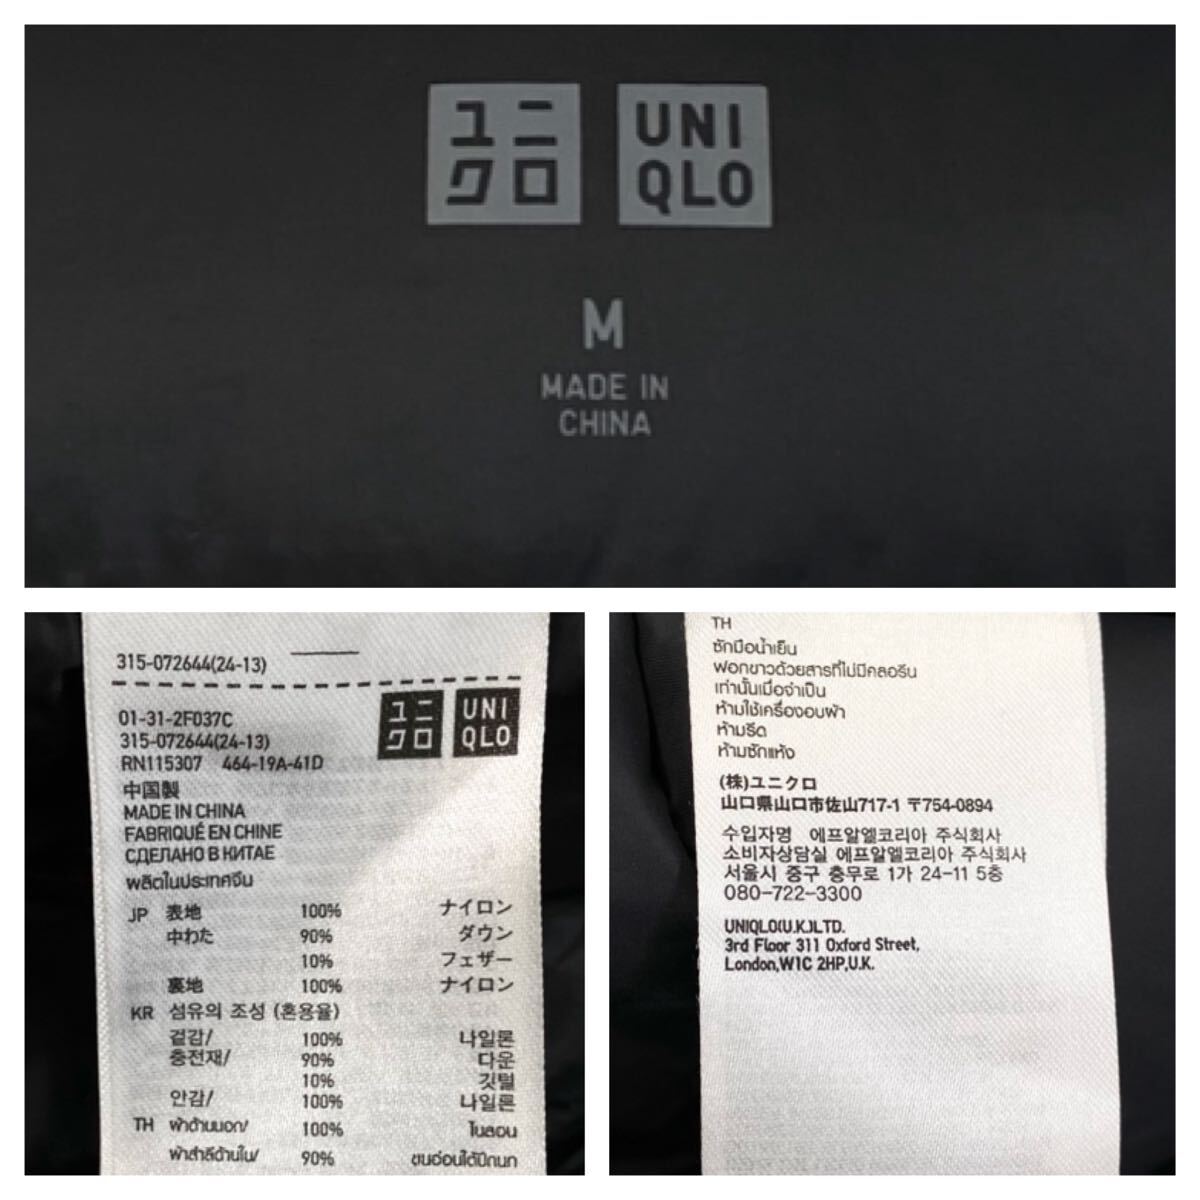 ユニ
クロ
UNI
QLO
M
MADE IN
CHINA
315-072644(24-13)
01-31-2F037C
315-072644(24-13)
RN115307 464-19A-41D
ユニ
クロ
UNI
QLO
中国製
MADE IN CHINA
FABRIQUÉ EN CHINE
СДЕЛАНО В КИТАЕ
ผลิตในประเทศจีน
JP 表地 100% ナイロン
中わた 90% ダウン
10% フェザー
裏地 100% ナイロン
KR 섬유의 조성 (혼용율)
겉감/ 100% 나일론
충전재/ 90% 다운
10% 깃털
안감/ 100% 나일론
TH ผ้าด้านนอก/ 100% ไนลอน
ผ้าสำลีด้านใน/ 90% ขนอ่อนใต้ปีกนก
TH
ซักมือน้ำเย็น
ฟอกขาวด้วยสารที่ไม่มีคลอรีน
เท่านั้นเมื่อจำเป็น
ห้ามใช้เครื่องอบผ้า
ห้ามรีด
ห้ามซักแห้ง
(株)ユニクロ
山口県山口市佐山717-1 〒754-0894
수입자명 에프알엘코리아 주식회사
소비자상담실 에프알엘코리아 주식회사
서울시 중구 충무로 1가 24-11 5층
080-722-3300
UNIQLO(U.K.)LTD.
3rd Floor 311 Oxford Street,
London,W1C 2HP,U.K.